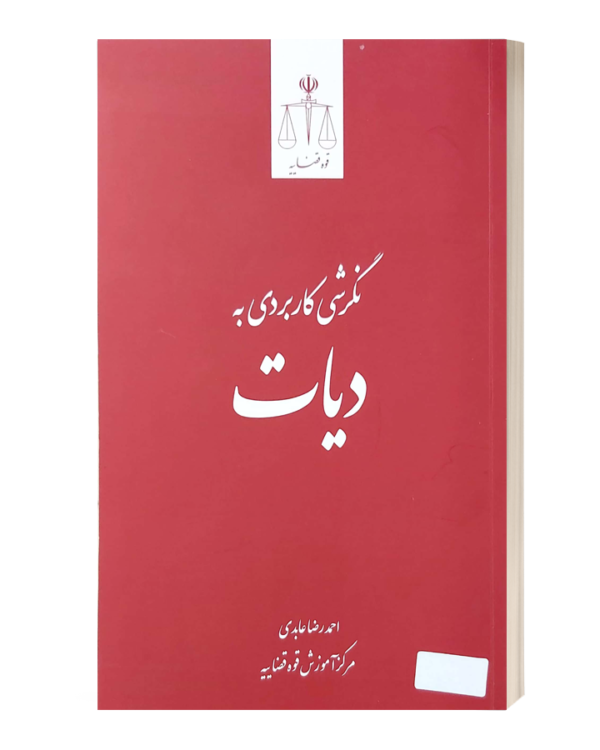 قوه قضاییه
نگرشی کاربردی به
دیات
احمدرضا عابدی
مرکز آموزش قوه قضاییه